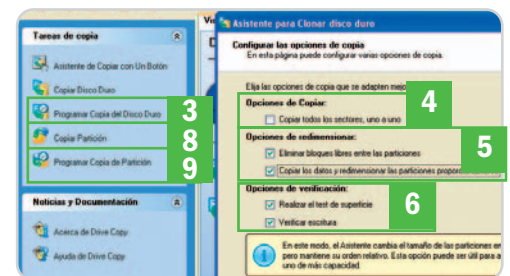 Tareas de copia
Asistente de Copiar con Un Botón
Copiar Disco Duro
Programar Copia del Disco Duro
3
Copia Partición
8
Programar Copia de Partición
9
Noticias y Documentación
Acerca de Drive Copy
Ayuda de Drive Copy
Asistente para Clonar disco duro
Configurar las opciones de copia
En esta página puede configurar varias opciones de copia.
Elija las opciones de copia que se adapten
Opciones de Copiar:
4
Copiar todos los sectores, uno a uno
Opciones de redimensionar:
5
Eliminar bloques libres entre las particiones
Copiar los datos y redimensionar las particiones
Opciones de verificación:
6
Realizar el test de superficie
Verificar escritura
En este modo, el Asistente cambia el tamaño de las particiones en
pero mantiene su orden relativo. Esta opción puede ser útil para a
uno de más capacidad.